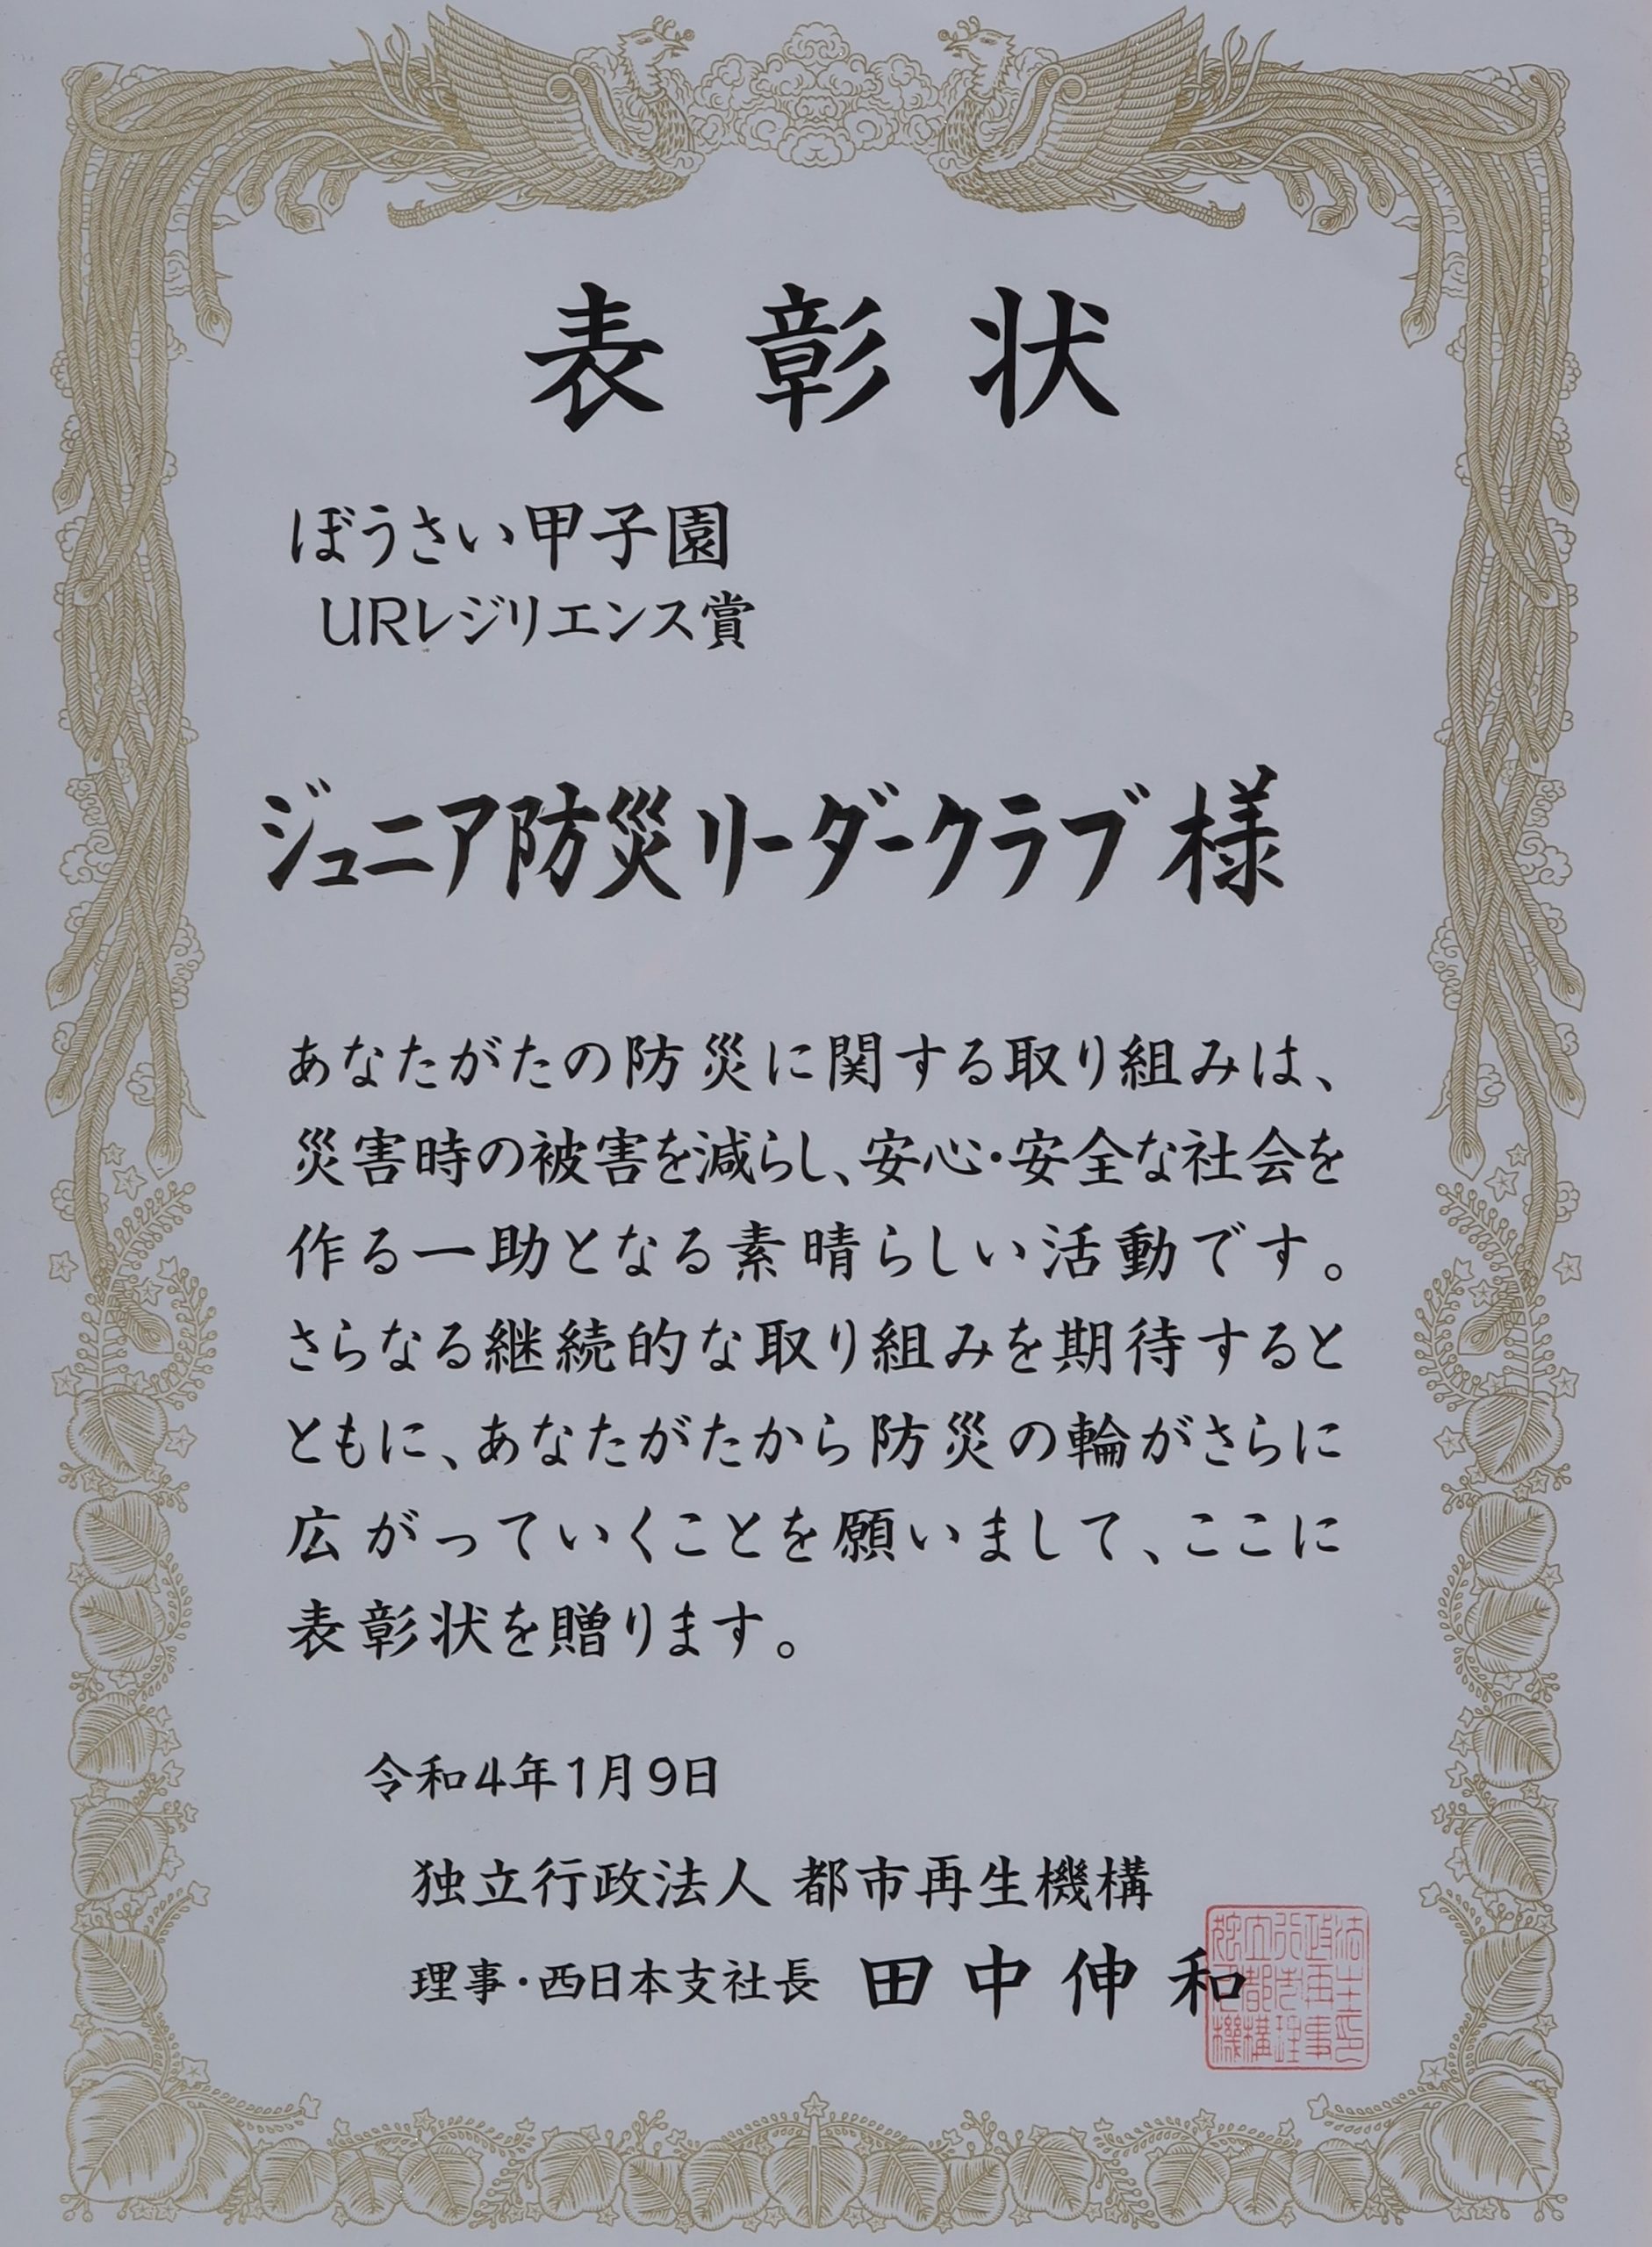 表彰状
ぼうさい甲子園
URレジリエンス賞
ジュニア防災リーダークラブ様
あなたがたの防災に関する取り組みは、
災害時の被害を減らし、安心・安全な社会を
作る一助となる素晴らしい活動です。
さらなる継続的な取り組みを期待すると
ともに、あなたがたから防災の輪がさらに
広がっていくことを願いまして、ここに
表彰状を贈ります。
令和4年1月9日
独立行政法人 都市再生機構
理事・西日本支社長 田中伸和